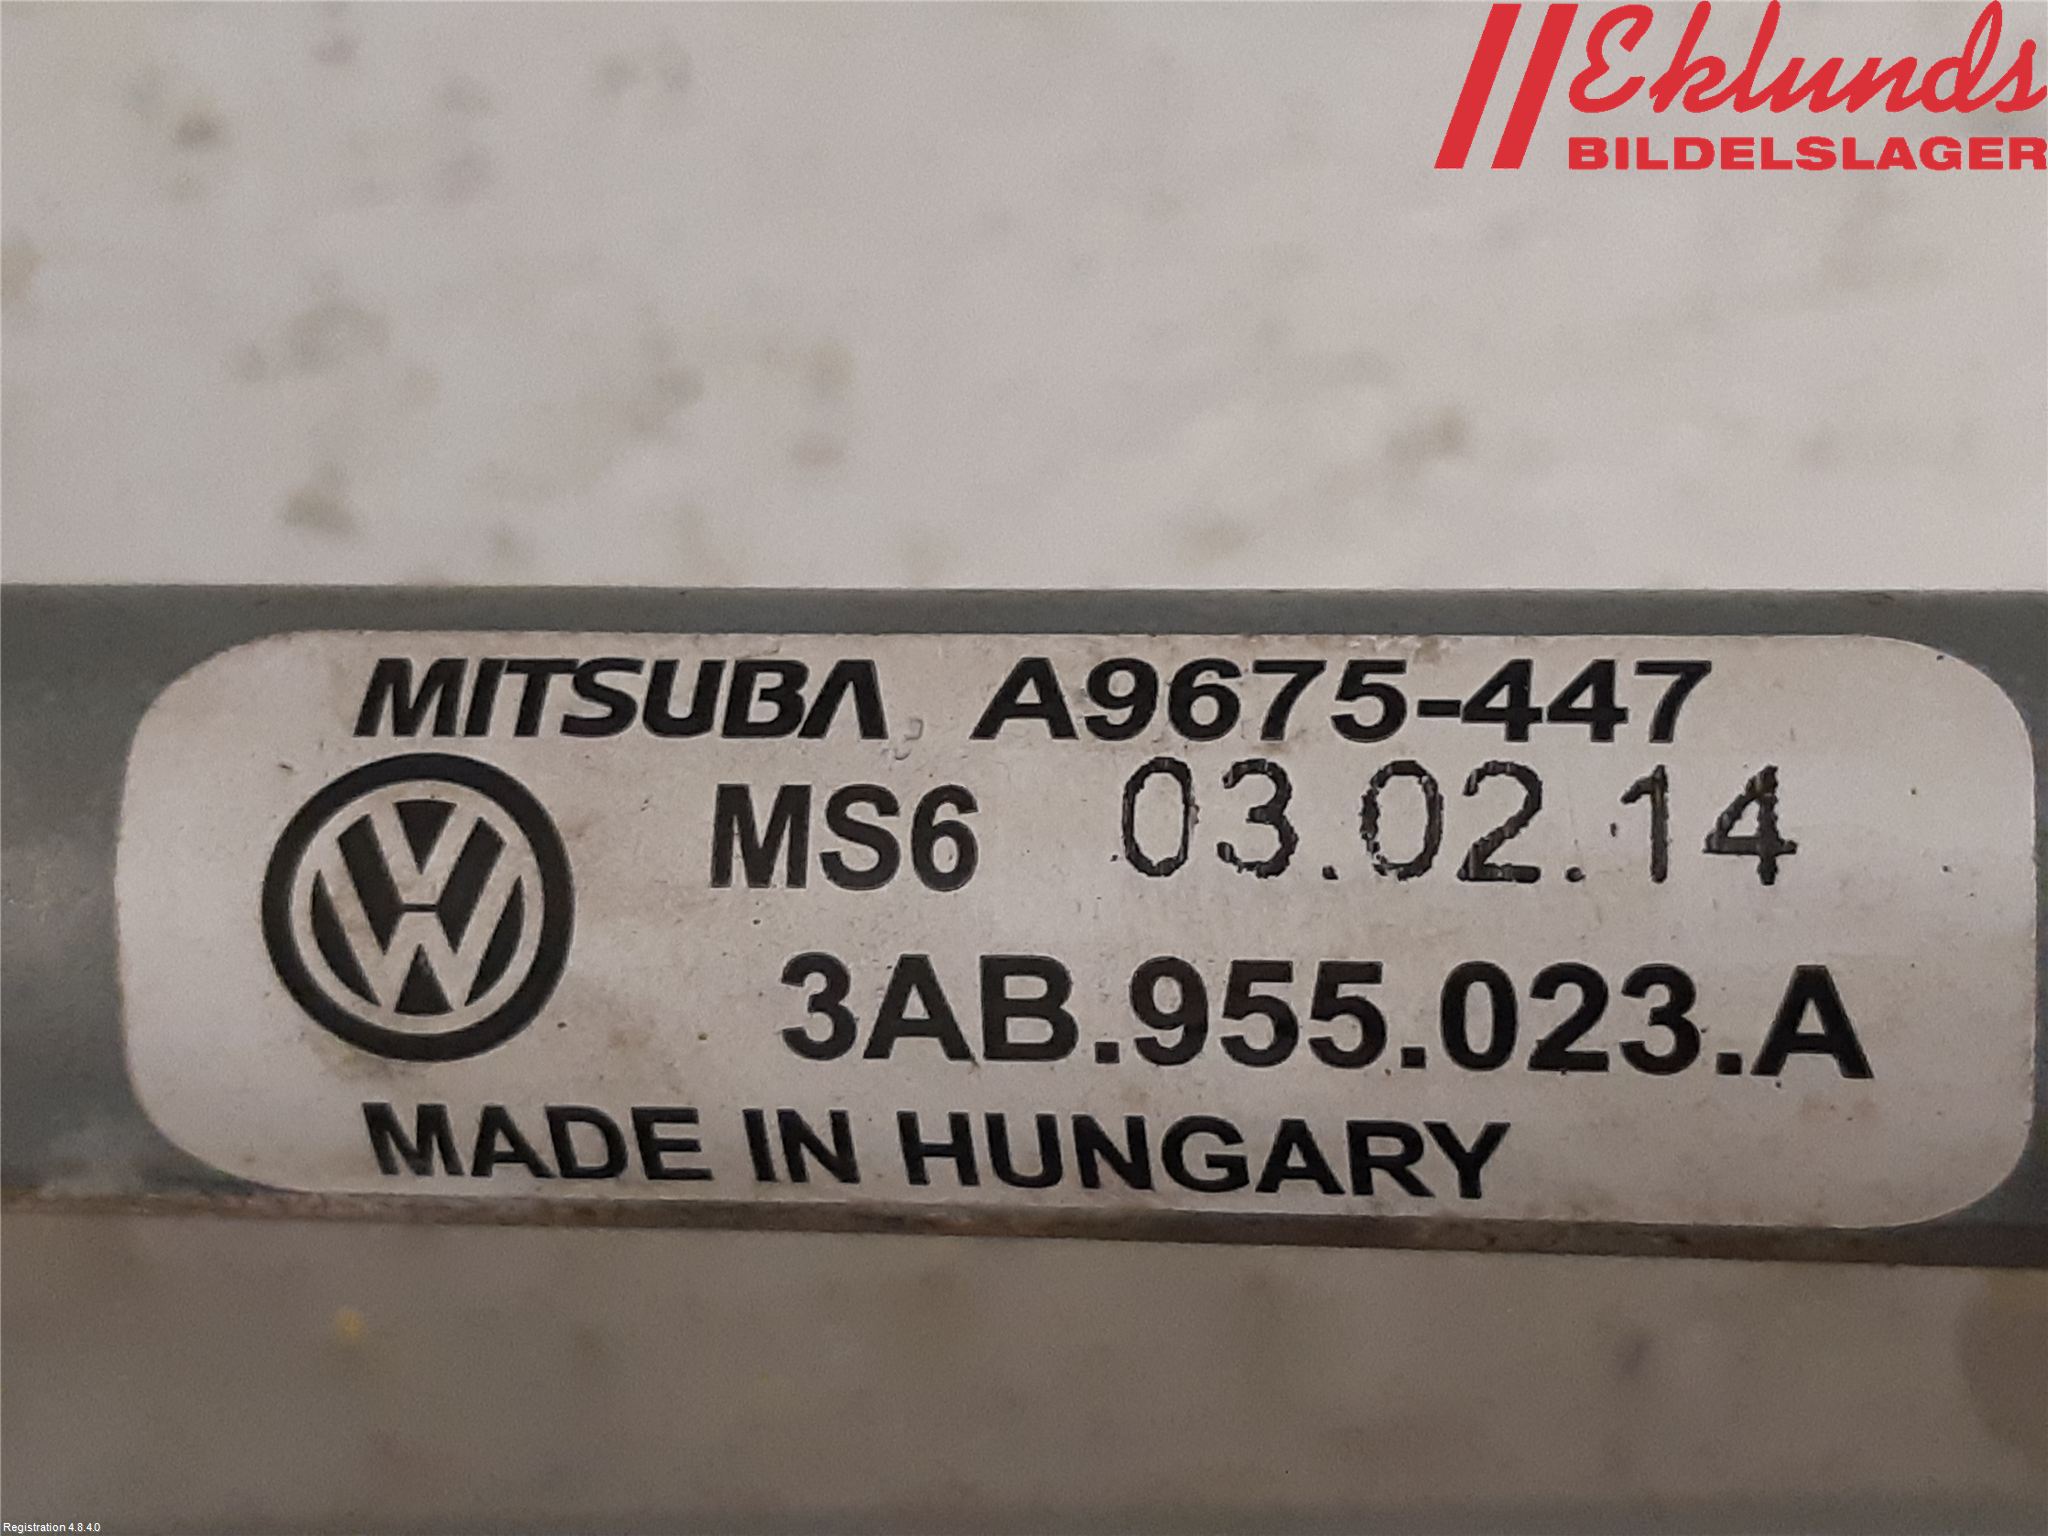 Eklunds
BILDELSLAGER
MITSUBA A9675-447
MS6 03.02.14
3AB.955.023.A
MADE IN HUNGARY
Registration 4.8.4.0